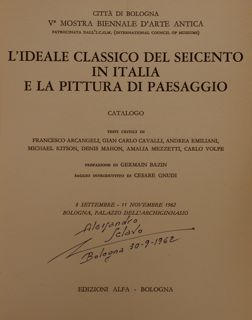 CITTÀ DI BOLOGNA
Vª MOSTRA BIENNALE D'ARTE ANTICA
PATROCINATA DALL'I.C.O.M. (INTERNATIONAL COUNCIL OF MUSEUMS)
L'IDEALE CLASSICO DEL SEICENTO
IN ITALIA
E LA PITTURA DI PAESAGGIO
CATALOGO
TESTI CRITICI DI
FRANCESCO ARCANGELI, GIAN CARLO CAVALLI, ANDREA EMILIANI,
MICHAEL KITSON, DENIS MAHON, AMALIA MEZZETTI, CARLO VOLPE
PREFAZIONE DI GERMAIN BAZIN
SAGGIO INTRODUTTIVO DI CESARE GNUDI
8 SETTEMBRE - 11 NOVEMBRE 1962
BOLOGNA, PALAZZO DELL'ARCHIGINNASIO
Alessandro
Sclavo
Bologna 30-9-1962
EDIZIONI ALFA - BOLOGNA